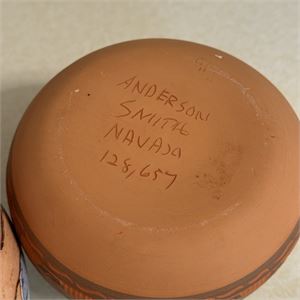 ANDERSON
SMITH
NAVAJO
128,657